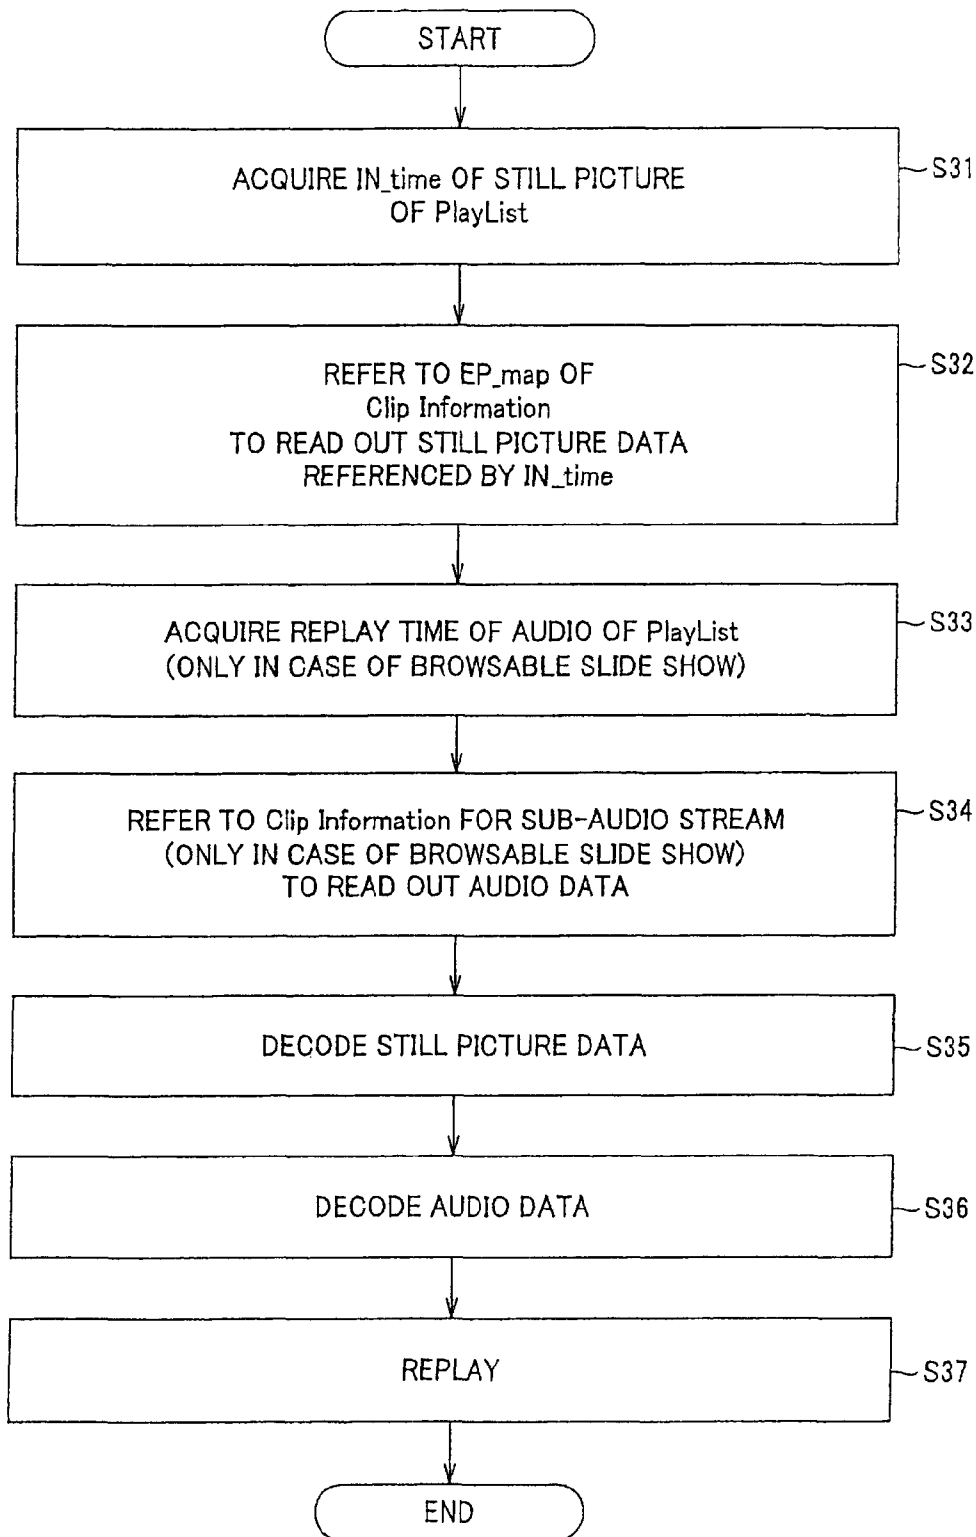 START
ACQUIRE IN_time OF STILL PICTURE
OF PlayList
S31
REFER TO EP_map OF
Clip Information
TO READ OUT STILL PICTURE DATA
REFERENCED BY IN_time
S32
ACQUIRE REPLAY TIME OF AUDIO OF PlayList
(ONLY IN CASE OF BROWSABLE SLIDE SHOW)
S33
REFER TO Clip Information FOR SUB-AUDIO STREAM
(ONLY IN CASE OF BROWSABLE SLIDE SHOW)
TO READ OUT AUDIO DATA
S34
DECODE STILL PICTURE DATA
S35
DECODE AUDIO DATA
S36
REPLAY
S37
END